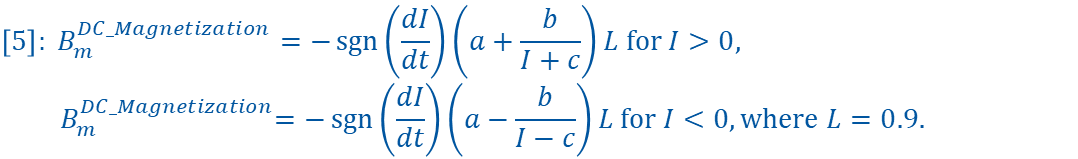 [5]: B_m^{DC_Magnetization} = − sgn (dI/dt) (a + b/(I + c)) L for I > 0,
B_m^{DC_Magnetization} = − sgn (dI/dt) (a − b/(I − c)) L for I < 0, where L = 0.9.